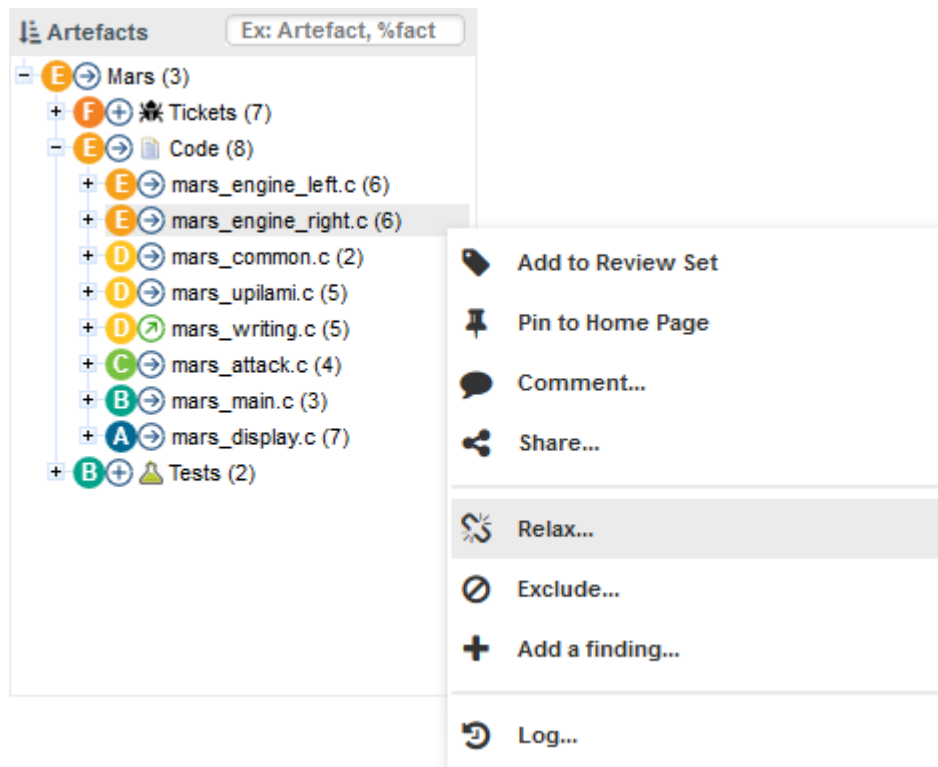 Artefacts
Ex: Artefact, %fact
E Mars (3)
F Tickets (7)
E Code (8)
E mars_engine_left.c (6)
E mars_engine_right.c (6)
D mars_common.c (2)
D mars_upilami.c (5)
D mars_writing.c (5)
C mars_attack.c (4)
B mars_main.c (3)
A mars_display.c (7)
B Tests (2)
Add to Review Set
Pin to Home Page
Comment...
Share...
Relax...
Exclude...
Add a finding...
Log...